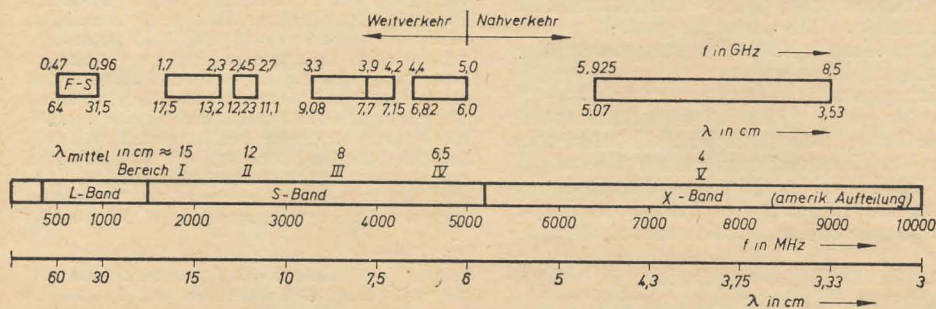 Weitverkehr Nahverkehr
f in GHz
0,47 0,96 1,7 2,3 2,45 2,7 3,3 3,9 4,2 4,4 5,0 5,925 8,5
F-S
64 31,5 17,5 13,2 12,23 11,1 9,08 7,7 7,15 6,82 6,0 5.07 3,53
λ in cm
λmittel in cm ≈ 15 12 8 6,5 4
Bereich I II III IV V
L-Band S-Band X-Band (amerik. Aufteilung)
500 1000 2000 3000 4000 5000 6000 7000 8000 9000 10000
f in MHz
60 30 15 10 7,5 6 5 4,3 3,75 3,33 3
λ in cm